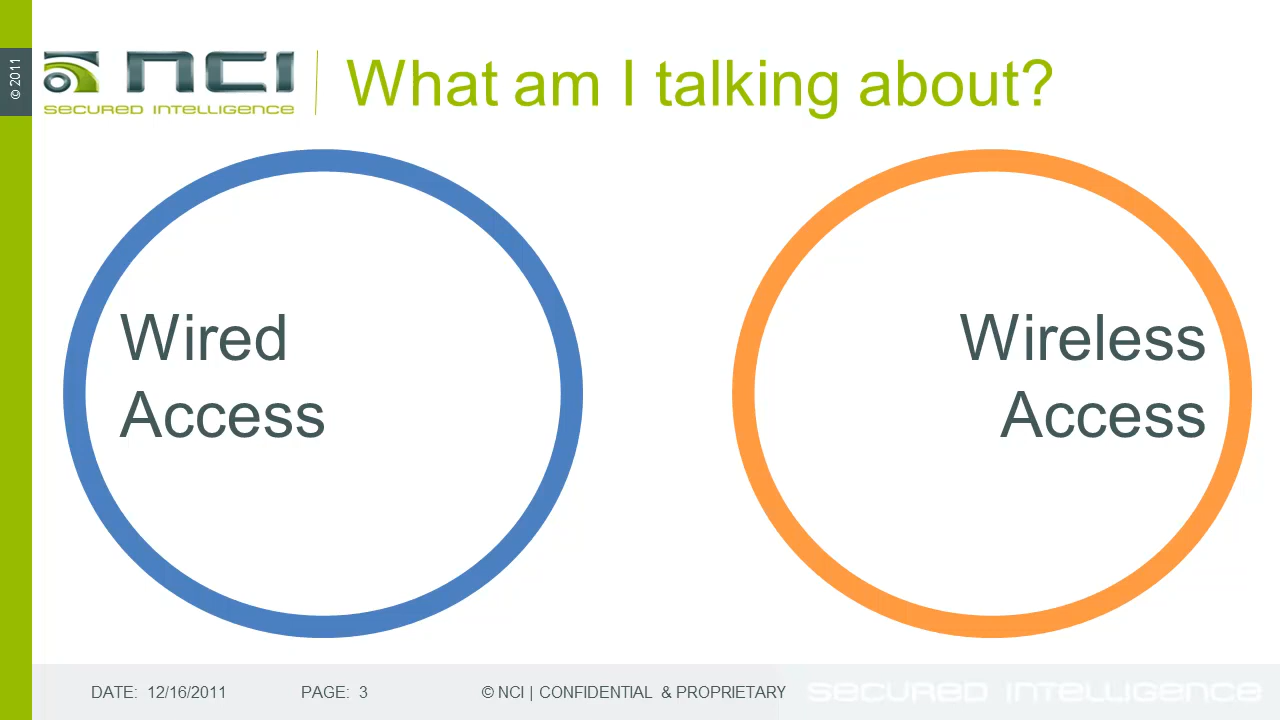 © 2011
nci
SECURED INTELLIGENCE
What am I talking about?
Wired
Access
Wireless
Access
DATE: 12/16/2011 PAGE: 3 © NCI | CONFIDENTIAL & PROPRIETARY SECURED INTELLIGENCE